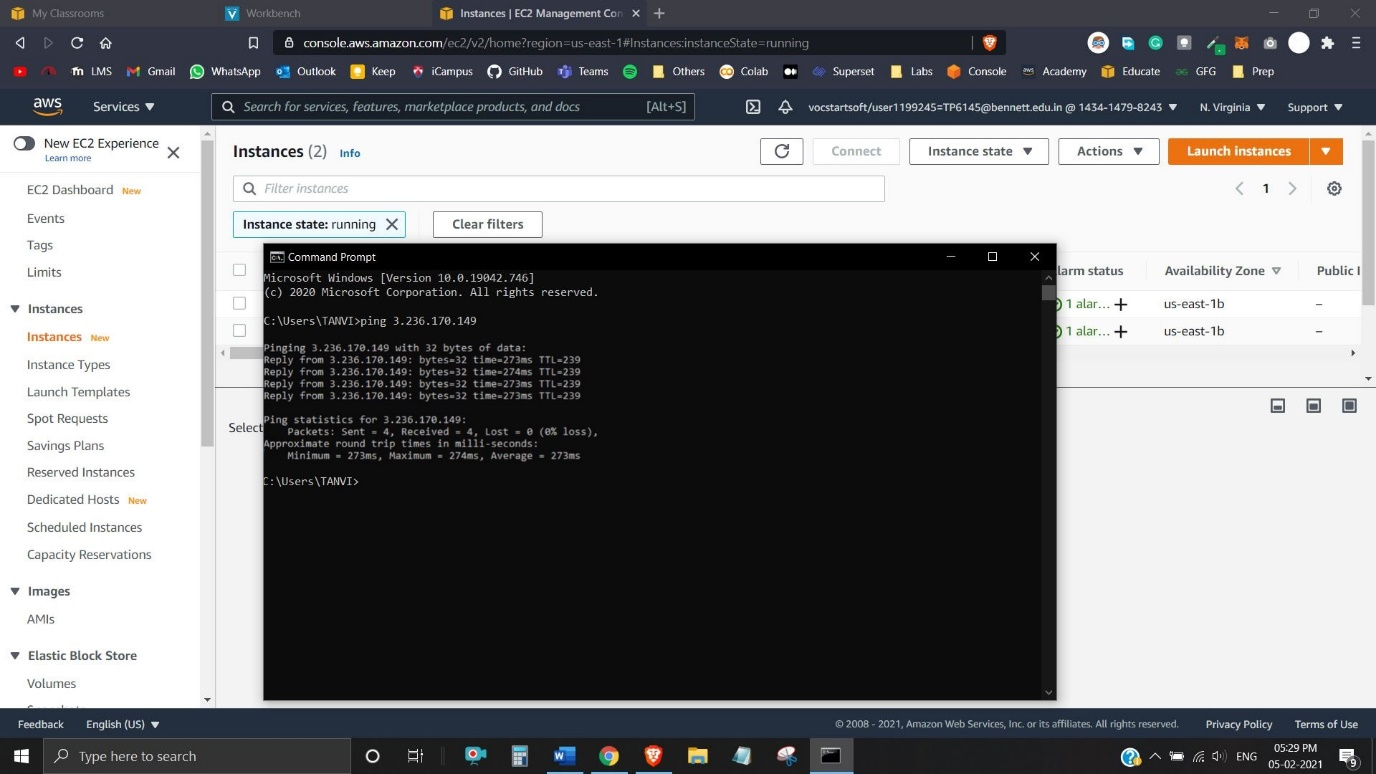 My Classrooms
Workbench
Instances | EC2 Management Con
console.aws.amazon.com/ec2/v2/home?region=us-east-1#Instances:instanceState=running
LMS Gmail WhatsApp Outlook Keep iCampus GitHub Teams Others Colab Superset Labs Console Academy Educate GFG Prep
aws Services Search for services, features, marketplace products, and docs [Alt+S] vocstartsoft/user1199245=TP6145@bennett.edu.in @ 1434-1479-8243 N. Virginia Support
New EC2 Experience
Learn more
EC2 Dashboard New
Events
Tags
Limits
Instances
Instances New
Instance Types
Launch Templates
Spot Requests
Savings Plans
Reserved Instances
Dedicated Hosts New
Scheduled Instances
Capacity Reservations
Images
AMIs
Elastic Block Store
Volumes
Instances (2) Info
Connect Instance state Actions Launch instances
Filter instances
1
Instance state: running Clear filters
larm status Availability Zone Public I
1 alar... us-east-1b –
1 alar... us-east-1b –
Select
Command Prompt
Microsoft Windows [Version 10.0.19042.746]
(c) 2020 Microsoft Corporation. All rights reserved.
C:\Users\TANVI>ping 3.236.170.149
Pinging 3.236.170.149 with 32 bytes of data:
Reply from 3.236.170.149: bytes=32 time=273ms TTL=239
Reply from 3.236.170.149: bytes=32 time=274ms TTL=239
Reply from 3.236.170.149: bytes=32 time=273ms TTL=239
Reply from 3.236.170.149: bytes=32 time=273ms TTL=239
Ping statistics for 3.236.170.149:
Packets: Sent = 4, Received = 4, Lost = 0 (0% loss),
Approximate round trip times in milli-seconds:
Minimum = 273ms, Maximum = 274ms, Average = 273ms
C:\Users\TANVI>
Feedback English (US) © 2008 - 2021, Amazon Web Services, Inc. or its affiliates. All rights reserved. Privacy Policy Terms of Use
Type here to search
ENG
05:29 PM
05-02-2021
9